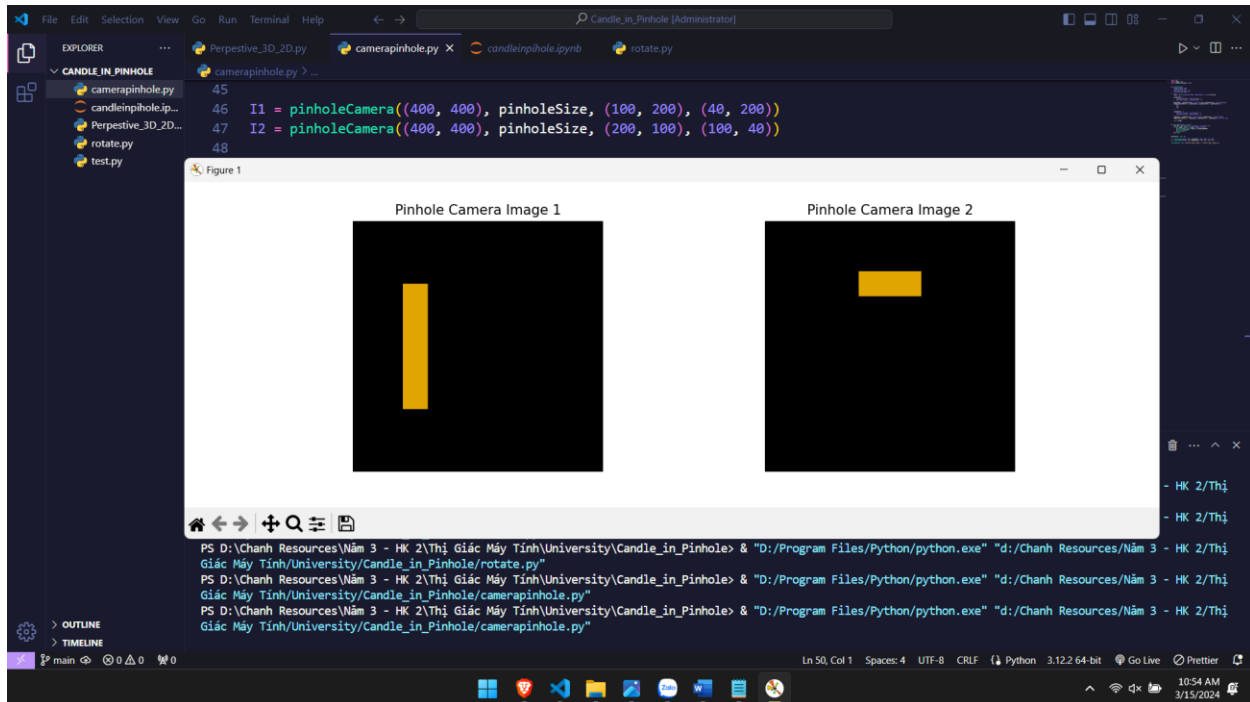 File Edit Selection View Go Run Terminal Help
Candle_in_Pinhole [Administrator]
EXPLORER
Perpestive_3D_2D.py
camerapinhole.py
candleinpihole.ipynb
rotate.py
CANDLE_IN_PINHOLE
camerapinhole.py > ...
camerapinhole.py
candleinpihole.ip...
Perpestive_3D_2D...
rotate.py
test.py
45
46 I1 = pinholeCamera((400, 400), pinholeSize, (100, 200), (40, 200))
47 I2 = pinholeCamera((400, 400), pinholeSize, (200, 100), (100, 40))
48
Figure 1
Pinhole Camera Image 1
Pinhole Camera Image 2
- HK 2/Thị
- HK 2/Thị
PS D:\Chanh Resources\Năm 3 - HK 2\Thị Giác Máy Tính\University\Candle_in_Pinhole> & "D:/Program Files/Python/python.exe" "d:/Chanh Resources/Năm 3 - HK 2/Thị
Giác Máy Tính/University/Candle_in_Pinhole/rotate.py"
PS D:\Chanh Resources\Năm 3 - HK 2\Thị Giác Máy Tính\University\Candle_in_Pinhole> & "D:/Program Files/Python/python.exe" "d:/Chanh Resources/Năm 3 - HK 2/Thị
Giác Máy Tính/University/Candle_in_Pinhole/camerapinhole.py"
PS D:\Chanh Resources\Năm 3 - HK 2\Thị Giác Máy Tính\University\Candle_in_Pinhole> & "D:/Program Files/Python/python.exe" "d:/Chanh Resources/Năm 3 - HK 2/Thị
Giác Máy Tính/University/Candle_in_Pinhole/camerapinhole.py"
OUTLINE
TIMELINE
main 0 0 0 Ln 50, Col 1 Spaces: 4 UTF-8 CRLF Python 3.12.2 64-bit Go Live Prettier
Zalo
10:54 AM
3/15/2024